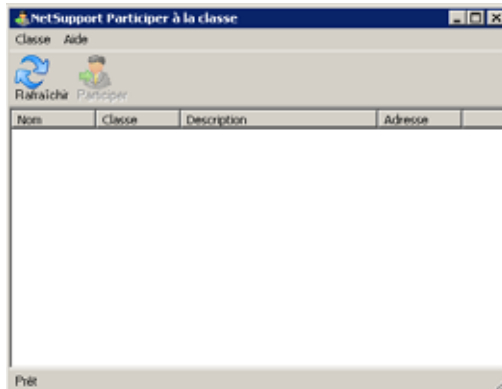 NetSupport Participer à la classe
Classe Aide
Rafraîchir Participer
Nom Classe Description Adresse
Prêt